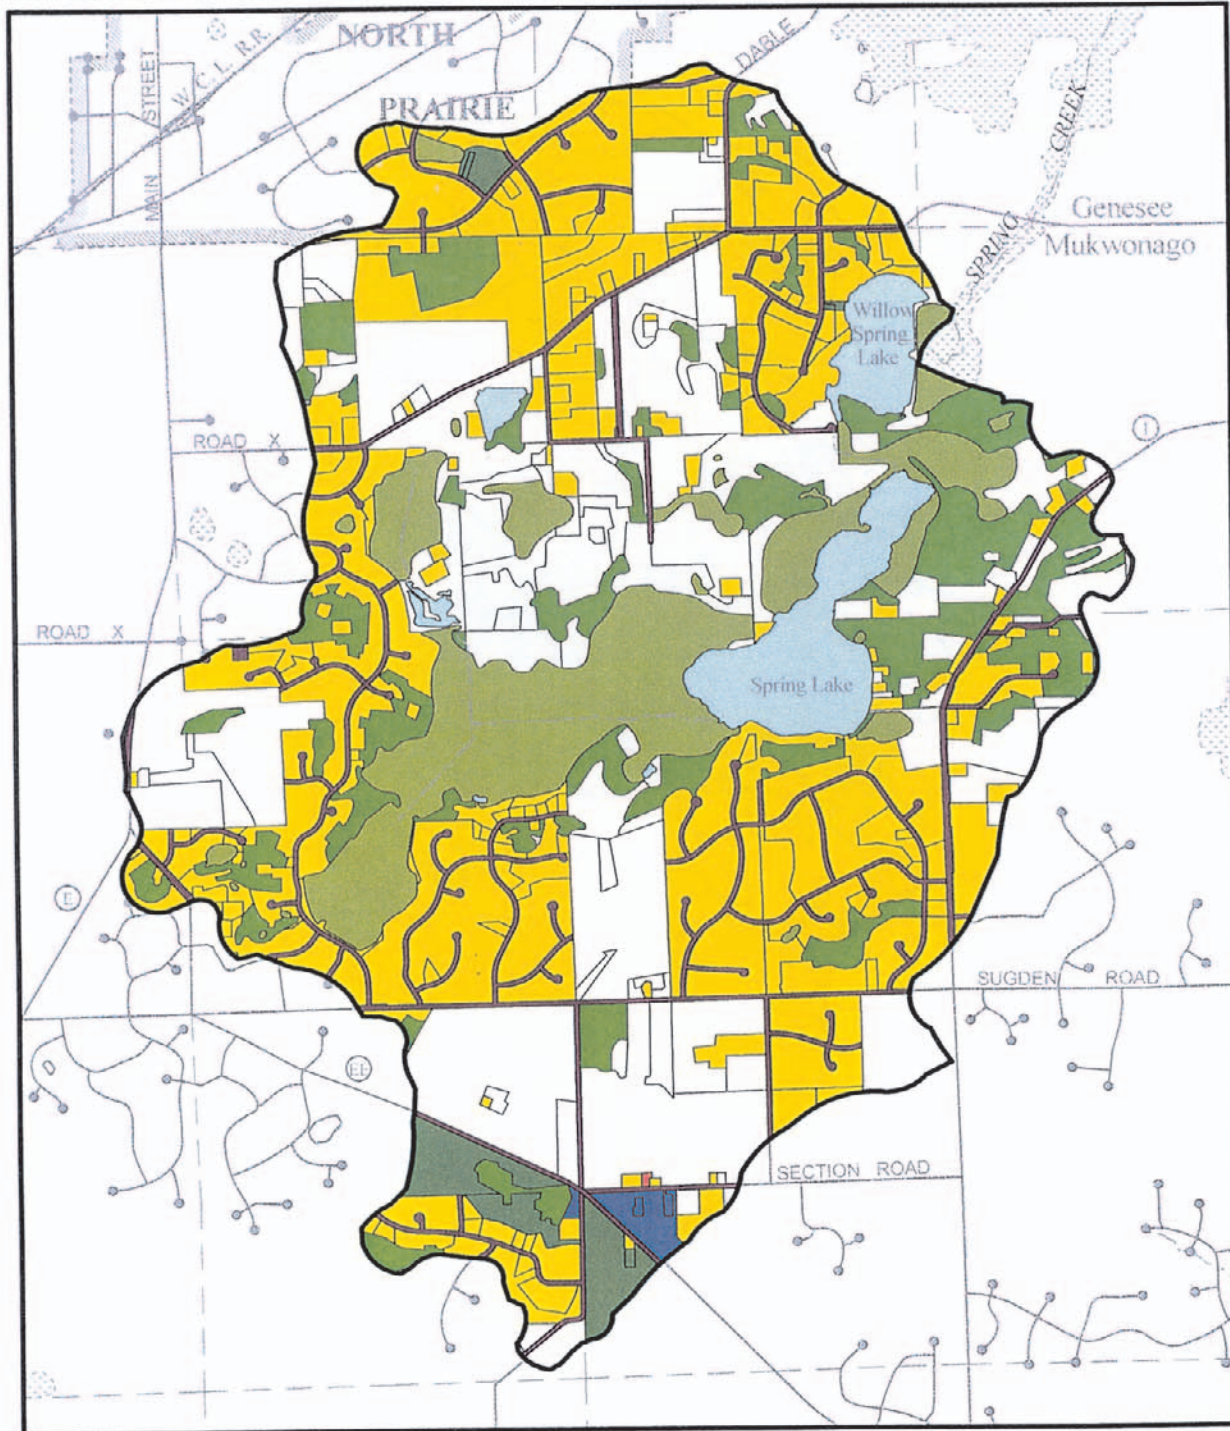 NORTH
PRAIRIE
STREET
MAIN
W. C. L. R.R.
DABLE
CREEK
SPRING
Genesee
Mukwonago
Willow
Spring
Lake
I
ROAD X
ROAD X
Spring Lake
E
SUGDEN ROAD
EE
SECTION ROAD